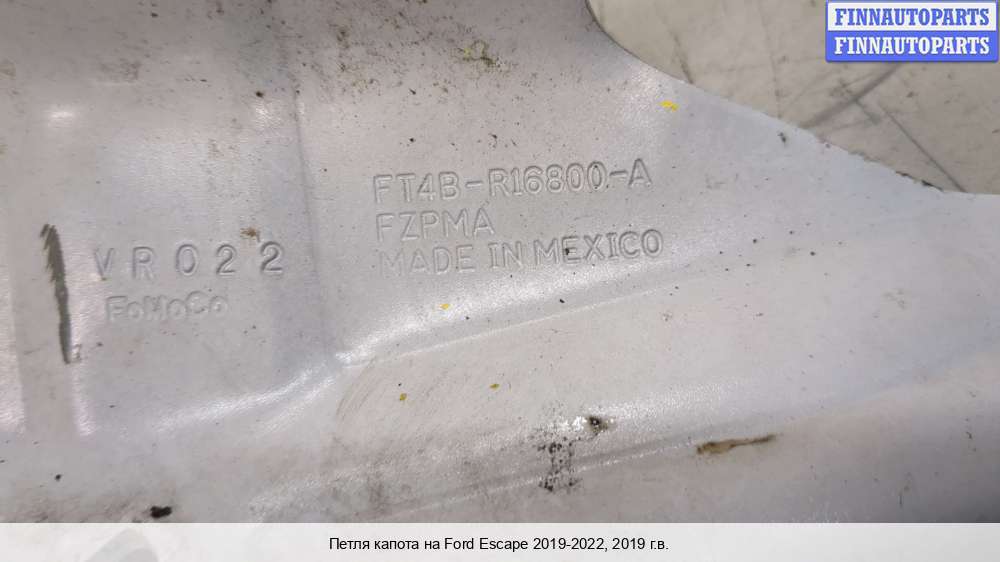 FINNAUTOPARTS
FINNAUTOPARTS
FT4B-R16800-A
FZPMA
MADE IN MEXICO
VR022
FoMoCo
Петля капота на Ford Escape 2019-2022, 2019 г.в.